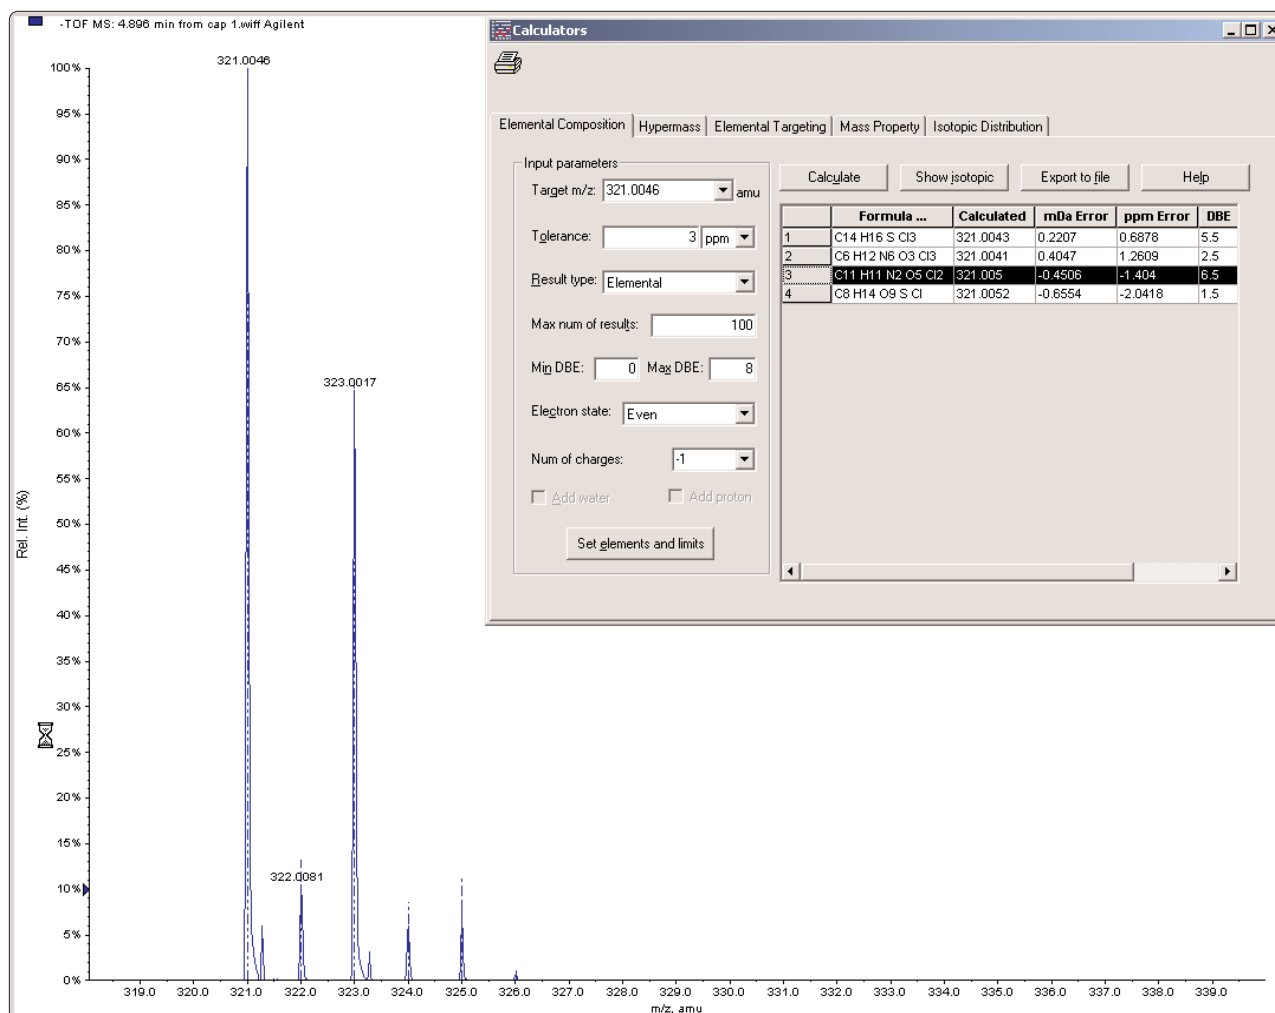 -TOF MS: 4.896 min from cap 1.wiff Agilent
321.0046
100%
95%
90%
85%
80%
75%
70%
65%
60%
55%
50%
45%
40%
35%
30%
25%
20%
15%
10%
5%
0%
Rel. Int. (%)
323.0017
322.0081
319.0 320.0 321.0 322.0 323.0 324.0 325.0 326.0 327.0 328.0 329.0 330.0 331.0 332.0 333.0 334.0 335.0 336.0 337.0 338.0 339.0
m/z, amu
Calculators
Elemental Composition Hypermass Elemental Targeting Mass Property Isotopic Distribution
Input parameters
Target m/z: 321.0046 amu
Tolerance: 3 ppm
Result type: Elemental
Max num of results: 100
Min DBE: 0 Max DBE: 8
Electron state: Even
Num of charges: -1
Add water Add proton
Set elements and limits
Calculate Show isotopic Export to file Help
Formula ... Calculated mDa Error ppm Error DBE
1 C14 H16 S Cl3 321.0043 0.2207 0.6878 5.5
2 C6 H12 N6 O3 Cl3 321.0041 0.4047 1.2609 2.5
3 C11 H11 N2 O5 Cl2 321.005 -0.4506 -1.404 6.5
4 C8 H14 O9 S Cl 321.0052 -0.6554 -2.0418 1.5